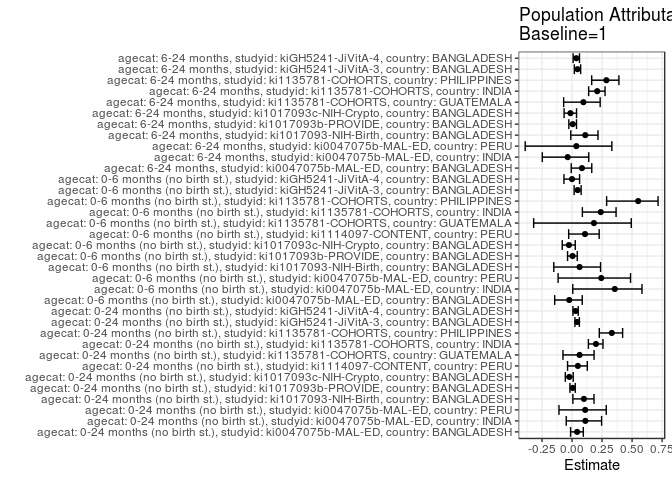 Population Attributa
Baseline=1
agecat: 6-24 months, studyid: kiGH5241-JiVitA-4, country: BANGLADESH
agecat: 6-24 months, studyid: kiGH5241-JiVitA-3, country: BANGLADESH
agecat: 6-24 months, studyid: ki1135781-COHORTS, country: PHILIPPINES
agecat: 6-24 months, studyid: ki1135781-COHORTS, country: INDIA
agecat: 6-24 months, studyid: ki1135781-COHORTS, country: GUATEMALA
agecat: 6-24 months, studyid: ki1017093c-NIH-Crypto, country: BANGLADESH
agecat: 6-24 months, studyid: ki1017093b-PROVIDE, country: BANGLADESH
agecat: 6-24 months, studyid: ki1017093-NIH-Birth, country: BANGLADESH
agecat: 6-24 months, studyid: ki0047075b-MAL-ED, country: PERU
agecat: 6-24 months, studyid: ki0047075b-MAL-ED, country: INDIA
agecat: 6-24 months, studyid: ki0047075b-MAL-ED, country: BANGLADESH
agecat: 0-6 months (no birth st.), studyid: kiGH5241-JiVitA-4, country: BANGLADESH
agecat: 0-6 months (no birth st.), studyid: kiGH5241-JiVitA-3, country: BANGLADESH
agecat: 0-6 months (no birth st.), studyid: ki1135781-COHORTS, country: PHILIPPINES
agecat: 0-6 months (no birth st.), studyid: ki1135781-COHORTS, country: INDIA
agecat: 0-6 months (no birth st.), studyid: ki1135781-COHORTS, country: GUATEMALA
agecat: 0-6 months (no birth st.), studyid: ki1114097-CONTENT, country: PERU
agecat: 0-6 months (no birth st.), studyid: ki1017093c-NIH-Crypto, country: BANGLADESH
agecat: 0-6 months (no birth st.), studyid: ki1017093b-PROVIDE, country: BANGLADESH
agecat: 0-6 months (no birth st.), studyid: ki1017093-NIH-Birth, country: BANGLADESH
agecat: 0-6 months (no birth st.), studyid: ki0047075b-MAL-ED, country: PERU
agecat: 0-6 months (no birth st.), studyid: ki0047075b-MAL-ED, country: INDIA
agecat: 0-6 months (no birth st.), studyid: ki0047075b-MAL-ED, country: BANGLADESH
agecat: 0-24 months (no birth st.), studyid: kiGH5241-JiVitA-4, country: BANGLADESH
agecat: 0-24 months (no birth st.), studyid: kiGH5241-JiVitA-3, country: BANGLADESH
agecat: 0-24 months (no birth st.), studyid: ki1135781-COHORTS, country: PHILIPPINES
agecat: 0-24 months (no birth st.), studyid: ki1135781-COHORTS, country: INDIA
agecat: 0-24 months (no birth st.), studyid: ki1135781-COHORTS, country: GUATEMALA
agecat: 0-24 months (no birth st.), studyid: ki1114097-CONTENT, country: PERU
agecat: 0-24 months (no birth st.), studyid: ki1017093c-NIH-Crypto, country: BANGLADESH
agecat: 0-24 months (no birth st.), studyid: ki1017093b-PROVIDE, country: BANGLADESH
agecat: 0-24 months (no birth st.), studyid: ki1017093-NIH-Birth, country: BANGLADESH
agecat: 0-24 months (no birth st.), studyid: ki0047075b-MAL-ED, country: PERU
agecat: 0-24 months (no birth st.), studyid: ki0047075b-MAL-ED, country: INDIA
agecat: 0-24 months (no birth st.), studyid: ki0047075b-MAL-ED, country: BANGLADESH
-0.25 0.00 0.25 0.50 0.75
Estimate